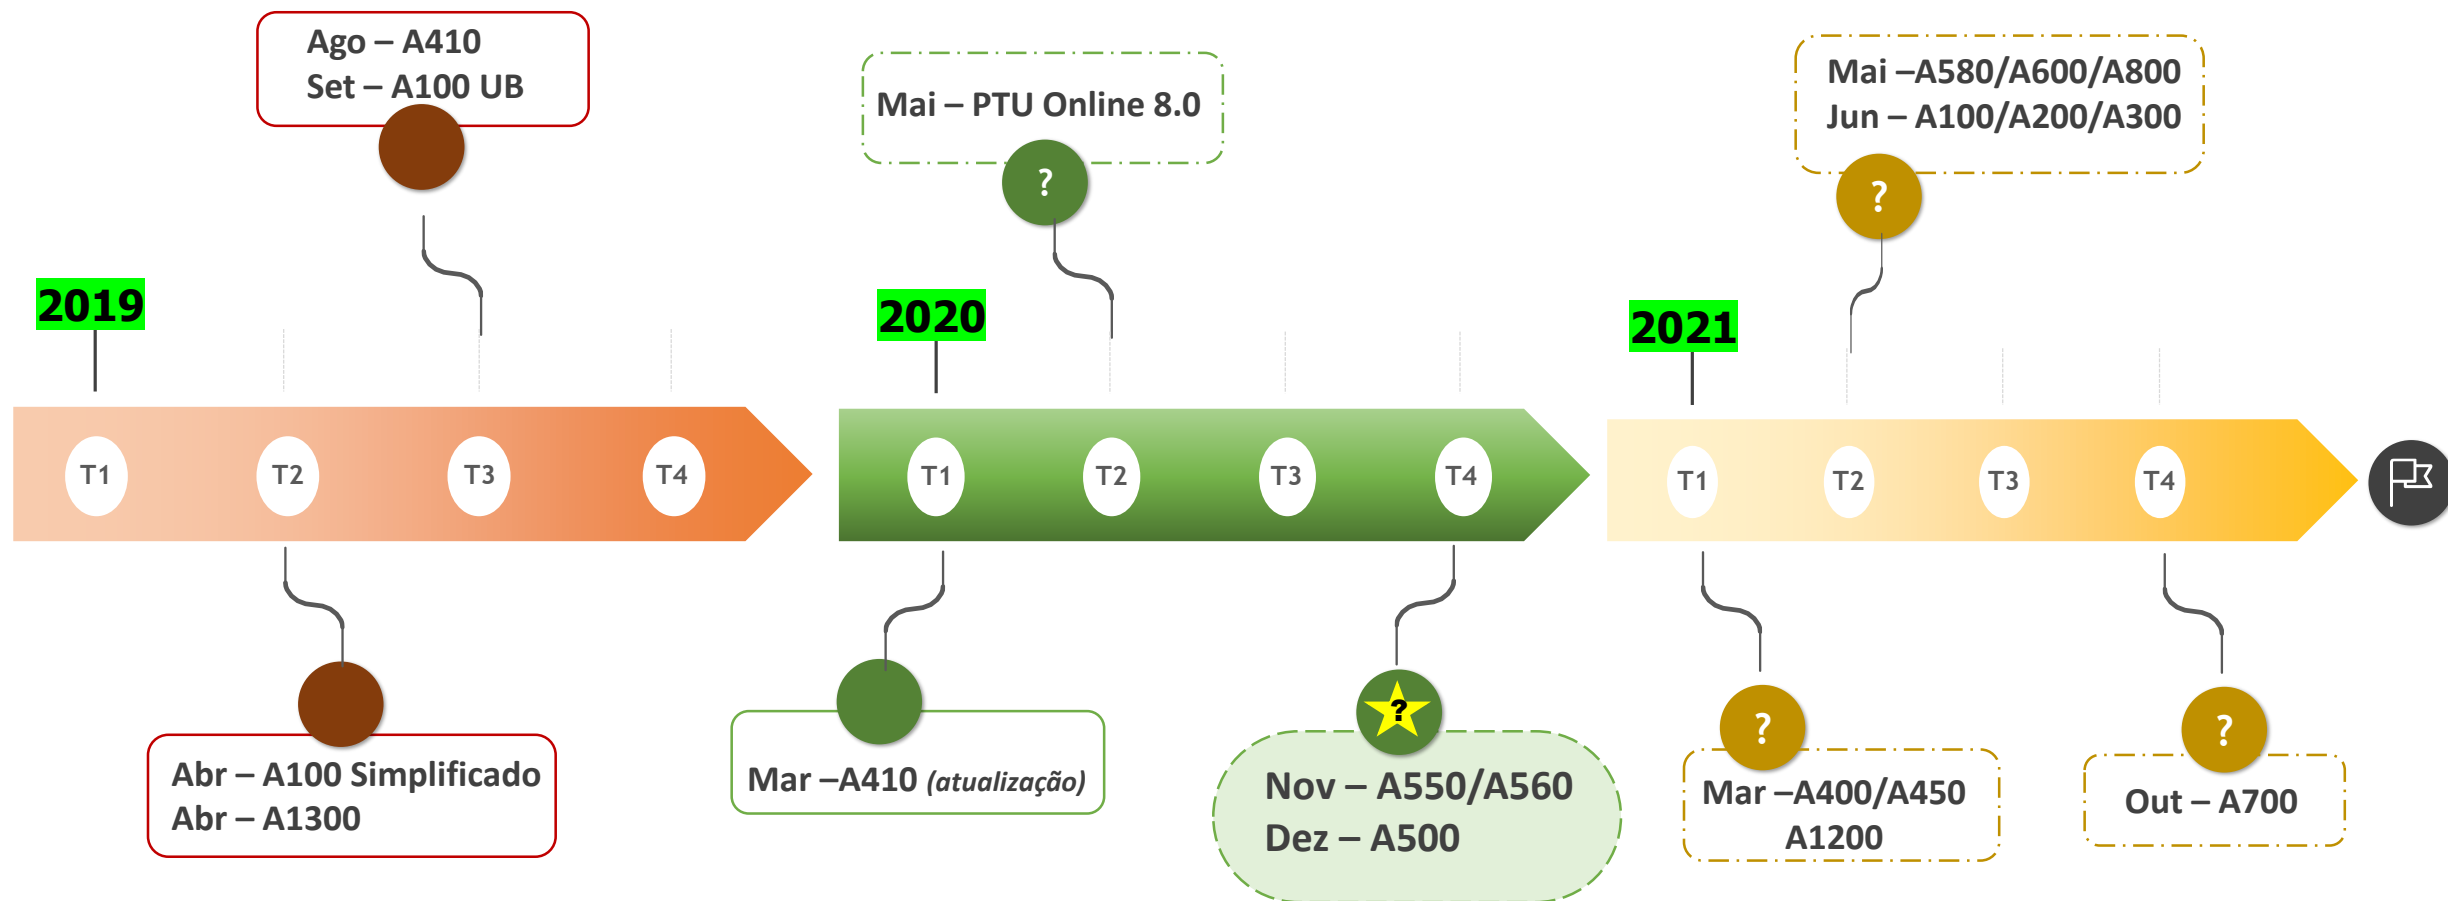 Ago – A410
Set – A100 UB
Mai – PTU Online 8.0
?
Mai –A580/A600/A800
Jun – A100/A200/A300
?
2019
2020
2021
T1
T2
T3
T4
T1
T2
T3
T4
T1
T2
T3
T4
Abr – A100 Simplificado
Abr – A1300
Mar –A410 (atualização)
?
Nov – A550/A560
Dez – A500
?
Mar –A400/A450
A1200
?
Out – A700